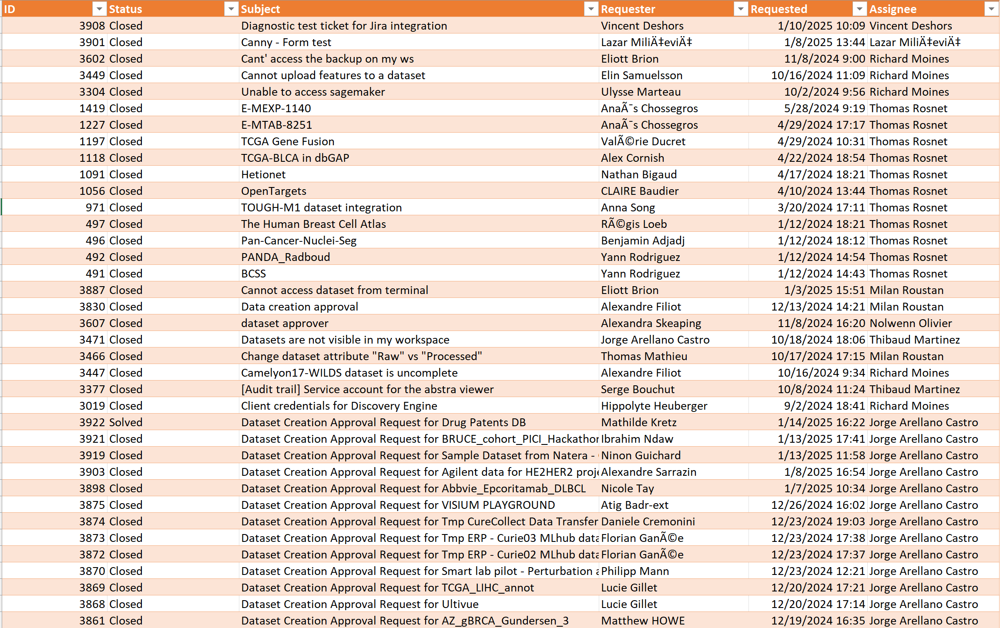 ID Status Subject Requester Requested Assignee
3908 Closed Diagnostic test ticket for Jira integration Vincent Deshors 1/10/2025 10:09 Vincent Deshors
3901 Closed Canny - Form test Lazar MiliÄ‡eviÄ‡ 1/8/2025 13:44 Lazar MiliÄ‡eviÄ‡
3602 Closed Cant' access the backup on my ws Eliott Brion 11/8/2024 9:00 Richard Moines
3449 Closed Cannot upload features to a dataset Elin Samuelsson 10/16/2024 11:09 Richard Moines
3304 Closed Unable to access sagemaker Ulysse Marteau 10/2/2024 9:56 Richard Moines
1419 Closed E-MEXP-1140 AnaÃ¯s Chossegros 5/28/2024 9:19 Thomas Rosnet
1227 Closed E-MTAB-8251 AnaÃ¯s Chossegros 4/29/2024 17:17 Thomas Rosnet
1197 Closed TCGA Gene Fusion ValÃ©rie Ducret 4/29/2024 10:31 Thomas Rosnet
1118 Closed TCGA-BLCA in dbGAP Alex Cornish 4/22/2024 18:54 Thomas Rosnet
1091 Closed Hetionet Nathan Bigaud 4/17/2024 18:21 Thomas Rosnet
1056 Closed OpenTargets CLAIRE Baudier 4/10/2024 13:44 Thomas Rosnet
971 Closed TOUGH-M1 dataset integration Anna Song 3/20/2024 17:11 Thomas Rosnet
497 Closed The Human Breast Cell Atlas RÃ©gis Loeb 1/12/2024 18:21 Thomas Rosnet
496 Closed Pan-Cancer-Nuclei-Seg Benjamin Adjadj 1/12/2024 18:12 Thomas Rosnet
492 Closed PANDA_Radboud Yann Rodriguez 1/12/2024 14:54 Thomas Rosnet
491 Closed BCSS Yann Rodriguez 1/12/2024 14:43 Thomas Rosnet
3887 Closed Cannot access dataset from terminal Eliott Brion 1/3/2025 15:51 Milan Roustan
3830 Closed Data creation approval Alexandre Filiot 12/13/2024 14:21 Milan Roustan
3607 Closed dataset approver Alexandra Skeaping 11/8/2024 16:20 Nolwenn Olivier
3471 Closed Datasets are not visible in my workspace Jorge Arellano Castro 10/18/2024 18:06 Thibaud Martinez
3466 Closed Change dataset attribute "Raw" vs "Processed" Thomas Mathieu 10/17/2024 17:15 Milan Roustan
3447 Closed Camelyon17-WILDS dataset is uncomplete Alexandre Filiot 10/16/2024 9:34 Richard Moines
3377 Closed [Audit trail] Service account for the abstra viewer Serge Bouchut 10/8/2024 11:24 Thibaud Martinez
3019 Closed Client credentials for Discovery Engine Hippolyte Heuberger 9/2/2024 18:41 Richard Moines
3922 Solved Dataset Creation Approval Request for Drug Patents DB Mathilde Kretz 1/14/2025 16:22 Jorge Arellano Castro
3921 Closed Dataset Creation Approval Request for BRUCE_cohort_PICI_Hackathon Ibrahim Ndaw 1/13/2025 17:41 Jorge Arellano Castro
3919 Closed Dataset Creation Approval Request for Sample Dataset from Natera - Ninon Guichard 1/13/2025 11:58 Jorge Arellano Castro
3903 Closed Dataset Creation Approval Request for Agilent data for HE2HER2 proje Alexandre Sarrazin 1/8/2025 16:54 Jorge Arellano Castro
3898 Closed Dataset Creation Approval Request for Abbvie_Epcoritamab_DLBCL Nicole Tay 1/7/2025 10:34 Jorge Arellano Castro
3875 Closed Dataset Creation Approval Request for VISIUM PLAYGROUND Atig Badr-ext 12/26/2024 16:02 Jorge Arellano Castro
3874 Closed Dataset Creation Approval Request for Tmp CureCollect Data Transfer Daniele Cremonini 12/23/2024 19:03 Jorge Arellano Castro
3873 Closed Dataset Creation Approval Request for Tmp ERP - Curie03 MLhub data Florian GanÃ©e 12/23/2024 17:38 Jorge Arellano Castro
3872 Closed Dataset Creation Approval Request for Tmp ERP - Curie02 MLhub data Florian GanÃ©e 12/23/2024 17:37 Jorge Arellano Castro
3870 Closed Dataset Creation Approval Request for Smart lab pilot - Perturbation Philipp Mann 12/23/2024 12:21 Jorge Arellano Castro
3869 Closed Dataset Creation Approval Request for TCGA_LIHC_annot Lucie Gillet 12/20/2024 17:21 Jorge Arellano Castro
3868 Closed Dataset Creation Approval Request for Ultivue Lucie Gillet 12/20/2024 17:14 Jorge Arellano Castro
3861 Closed Dataset Creation Approval Request for AZ_gBRCA_Gundersen_3 Matthew HOWE 12/19/2024 16:35 Jorge Arellano Castro